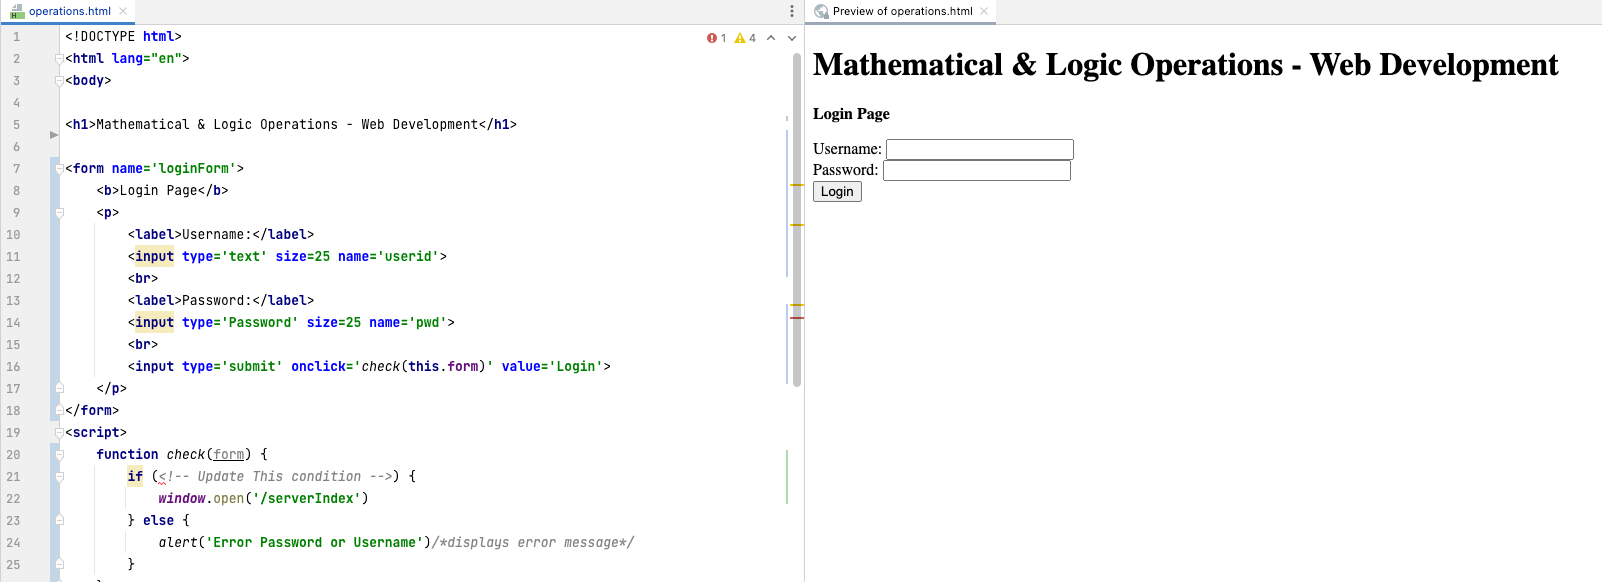 operations.html
1 4
1 <!DOCTYPE html>
2 <html lang="en">
3 <body>
4
5 <h1>Mathematical & Logic Operations - Web Development</h1>
6
7 <form name='loginForm'>
8 <b>Login Page</b>
9 <p>
10 <label>Username:</label>
11 <input type='text' size=25 name='userid'>
12 <br>
13 <label>Password:</label>
14 <input type='Password' size=25 name='pwd'>
15 <br>
16 <input type='submit' onclick='check(this.form)' value='Login'>
17 </p>
18 </form>
19 <script>
20 function check(form) {
21 if (<!-- Update This condition -->) {
22 window.open('/serverIndex')
23 } else {
24 alert('Error Password or Username')/*displays error message*/
25 }
Preview of operations.html
Mathematical & Logic Operations - Web Development
Login Page
Username:
Password:
Login